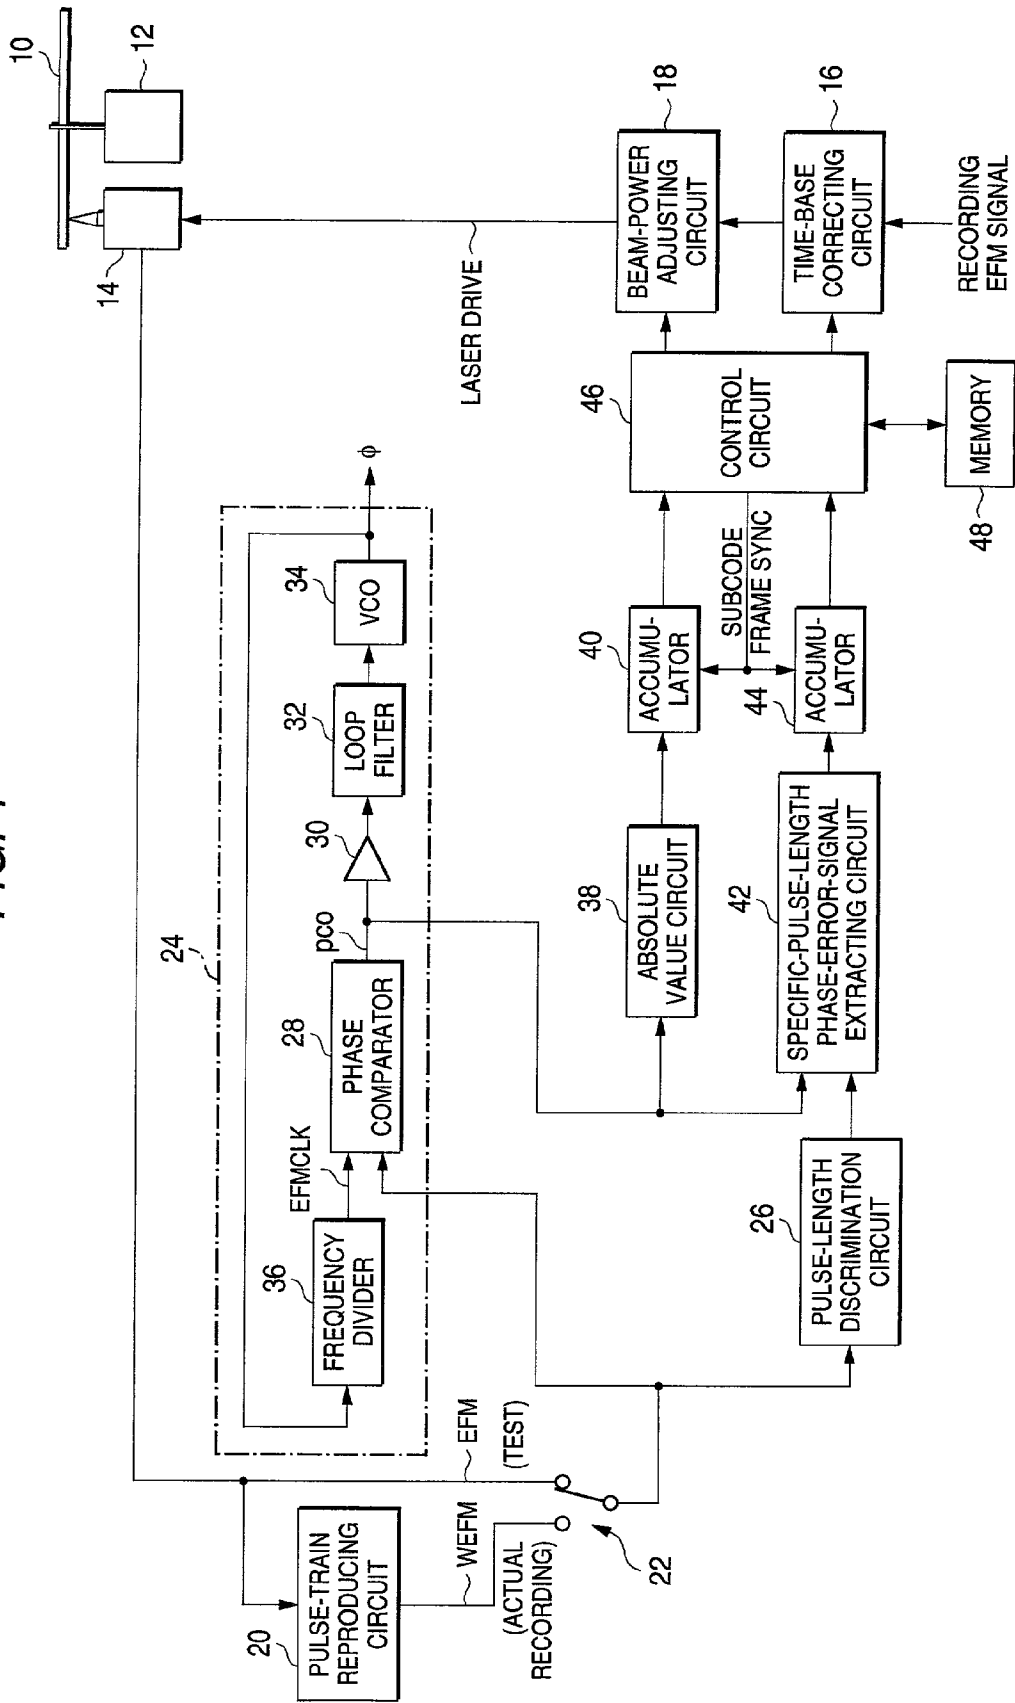 10
12
14
18
BEAM-POWER
ADJUSTING
CIRCUIT
16
TIME-BASE
CORRECTING
CIRCUIT
RECORDING
EFM SIGNAL
LASER DRIVE
46
CONTROL
CIRCUIT
48
MEMORY
24
36
FREQUENCY
DIVIDER
EFMCLK
28
PHASE
COMPARATOR
pco
30
32
LOOP
FILTER
34
VCO
ϕ
40
ACCUMU-
LATOR
SUBCODE
FRAME SYNC
44
ACCUMU-
LATOR
38
ABSOLUTE
VALUE CIRCUIT
42
SPECIFIC-PULSE-LENGTH
PHASE-ERROR-SIGNAL
EXTRACTING CIRCUIT
26
PULSE-LENGTH
DISCRIMINATION
CIRCUIT
20
PULSE-TRAIN
REPRODUCING
CIRCUIT
WEFM
(ACTUAL
RECORDING)
EFM
(TEST)
22